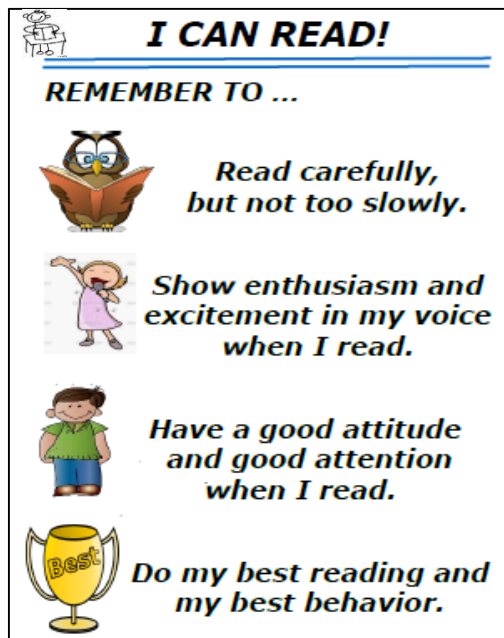 I CAN READ!
REMEMBER TO ...
Read carefully,
but not too slowly.
Show enthusiasm and
excitement in my voice
when I read.
Have a good attitude
and good attention
when I read.
Best
Do my best reading and
my best behavior.